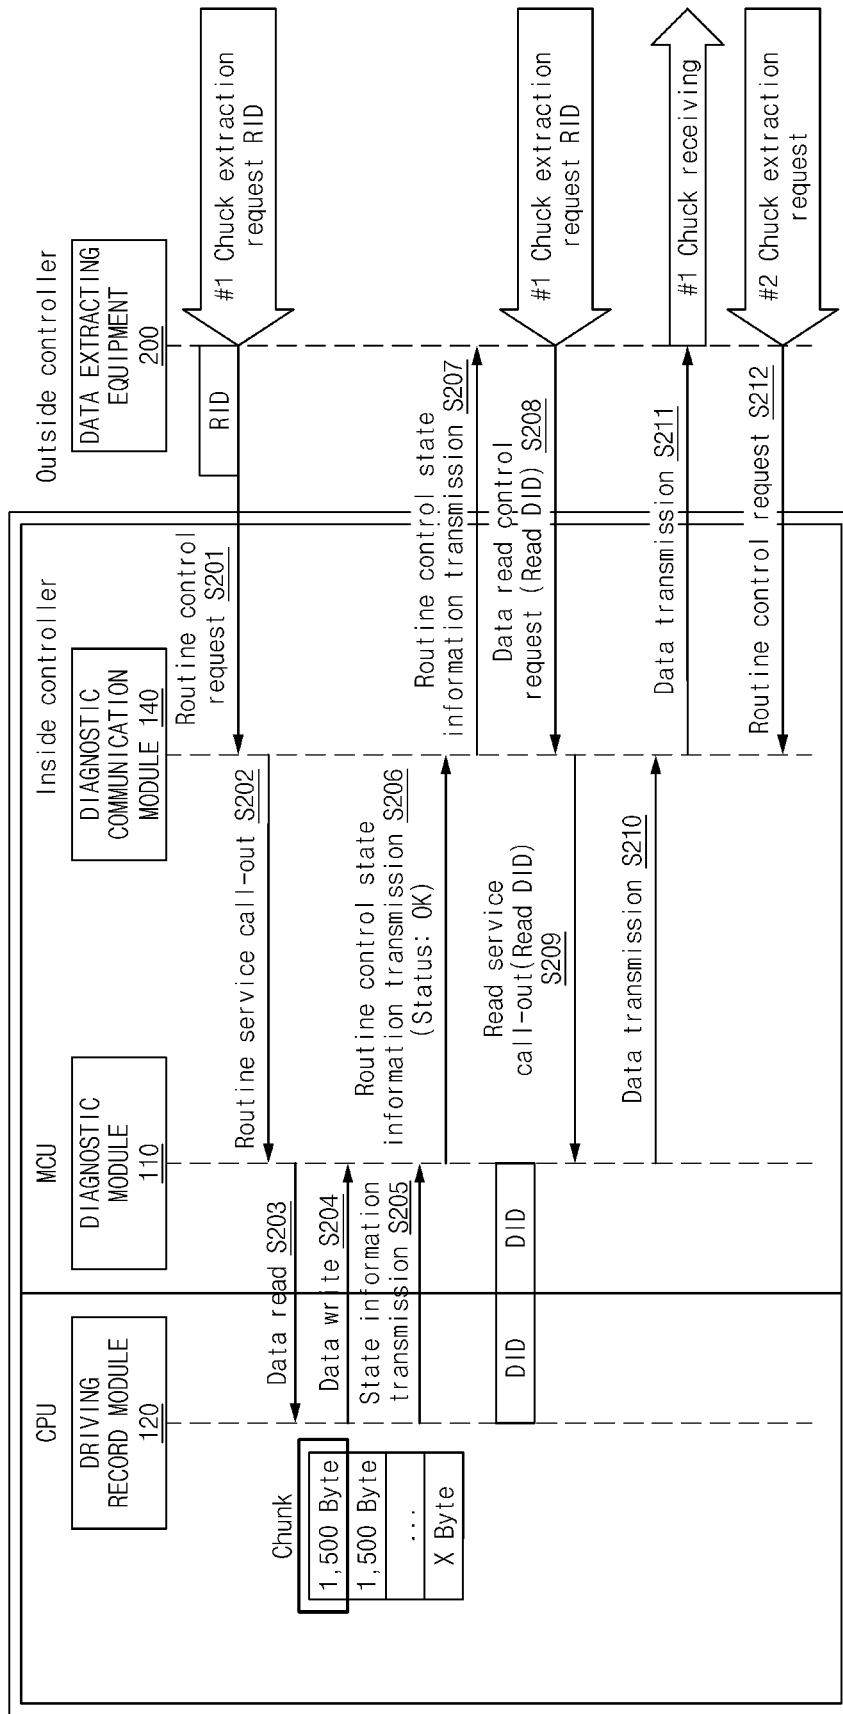 CPU
MCU
Inside controller
Outside controller
DRIVING
RECORD MODULE
120
DIAGNOSTIC
MODULE
110
DIAGNOSTIC
COMMUNICATION
MODULE 140
DATA EXTRACTING
EQUIPMENT
200
#1 Chuck extraction
request RID
RID
Routine control
request S201
Routine service call-out S202
Data read S203
Chunk
1,500 Byte
1,500 Byte
...
X Byte
Data write S204
State information
transmission S205
Routine control state
information transmission S206
(Status: OK)
Routine control state
information transmission S207
#1 Chuck extraction
request RID
Data read control
request (Read DID) S208
DID
DID
Read service
call-out(Read DID)
S209
Data transmission S210
Data transmission S211
#1 Chuck receiving
#2 Chuck extraction
request
Routine control request S212